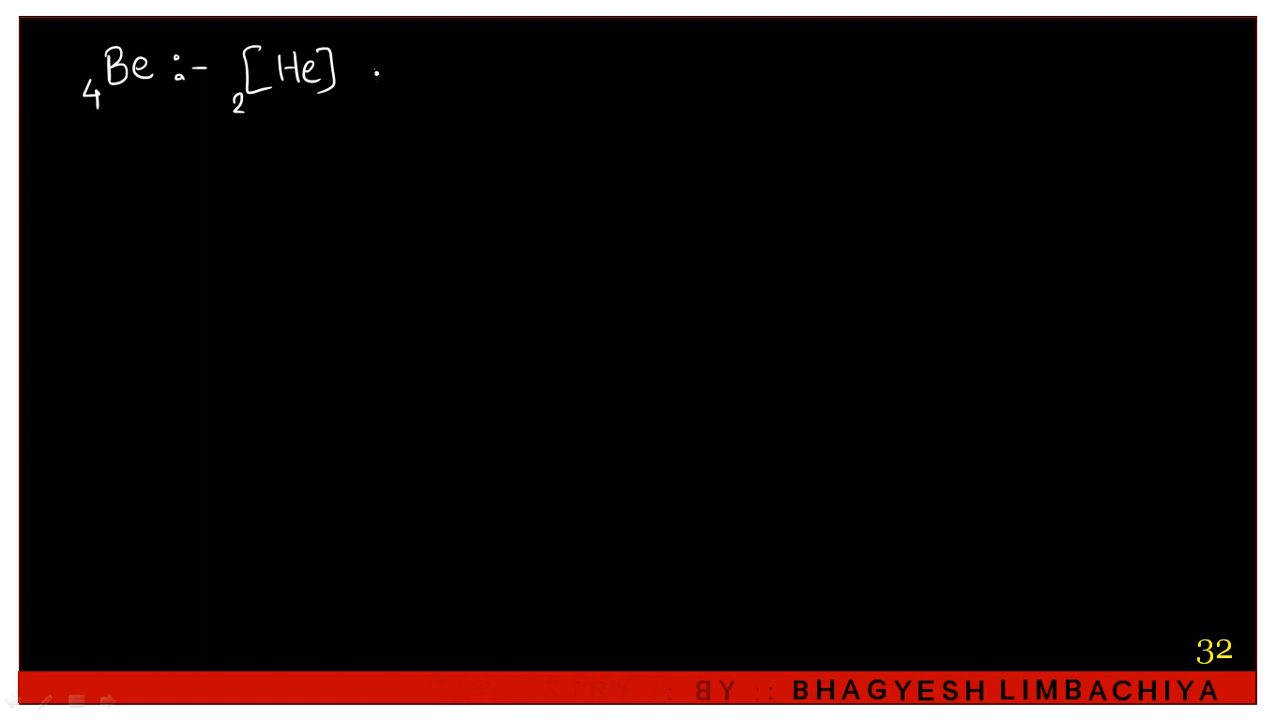 ₄Be :- ₂[He] .
32
BY :: BHAGYESH LIMBACHIYA